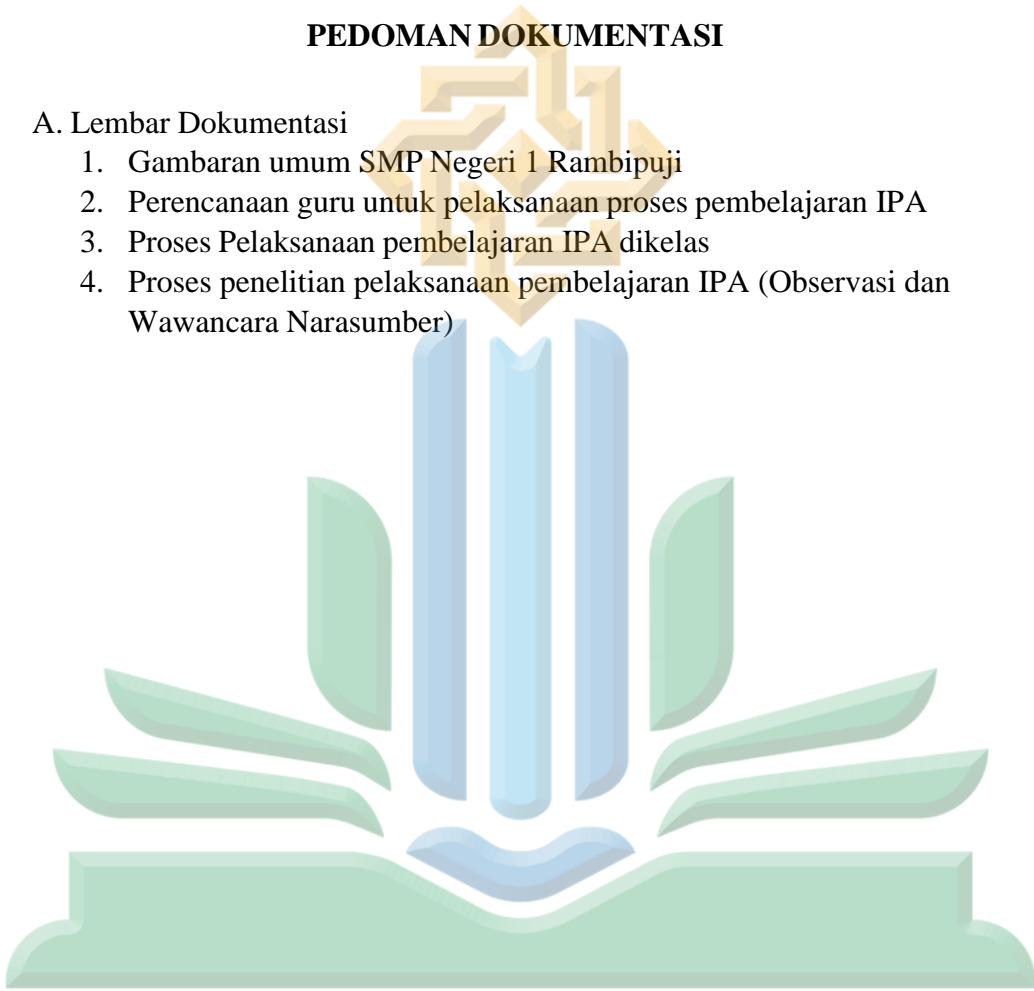 PEDOMAN DOKUMENTASI
A. Lembar Dokumentasi
1. Gambaran umum SMP Negeri 1 Rambipuji
2. Perencanaan guru untuk pelaksanaan proses pembelajaran IPA
3. Proses Pelaksanaan pembelajaran IPA dikelas
4. Proses penelitian pelaksanaan pembelajaran IPA (Observasi dan
Wawancara Narasumber)